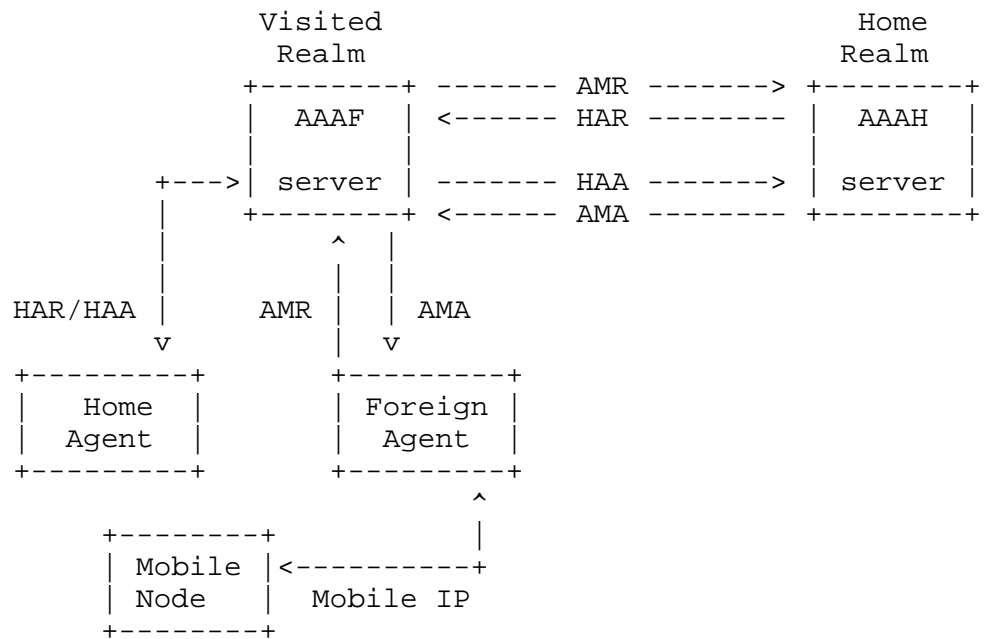 Visited Home
Realm Realm
AMR
AAAF HAR AAAH
server HAA server
AMA
HAR/HAA AMR AMA
Home Foreign
Agent Agent
Mobile
Node Mobile IP